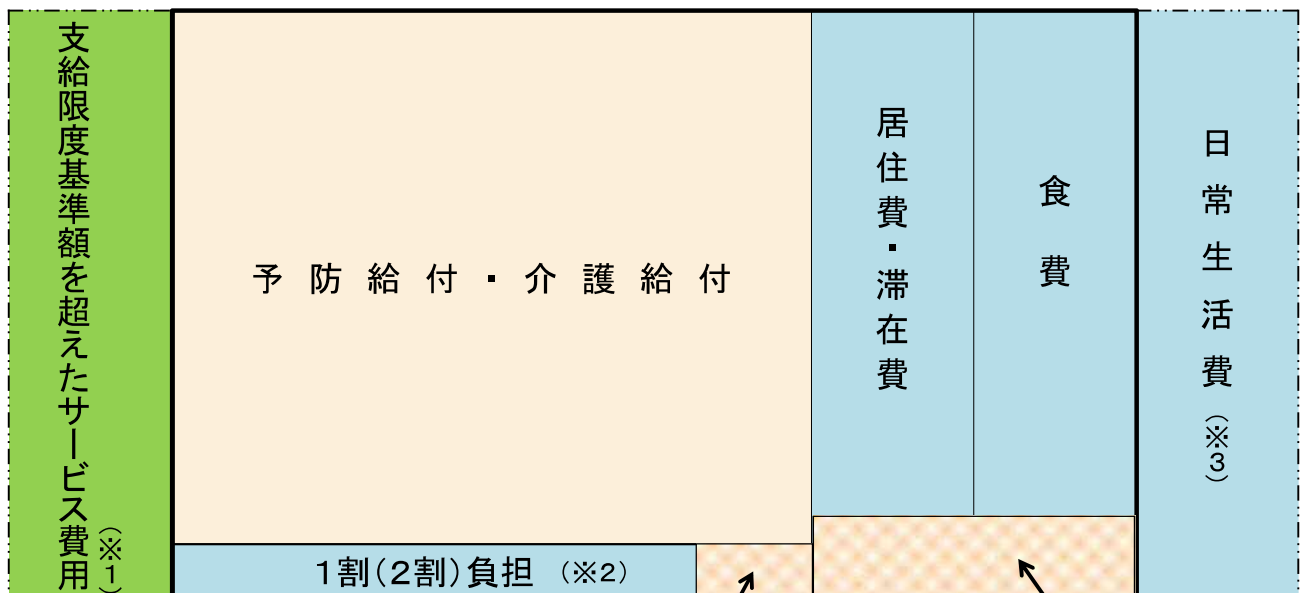 支給限度基準額を超えたサービス費用
(※1)
予防給付・介護給付
1割(2割)負担 (※2)
居住費・滞在費
食費
日常生活費(※3)